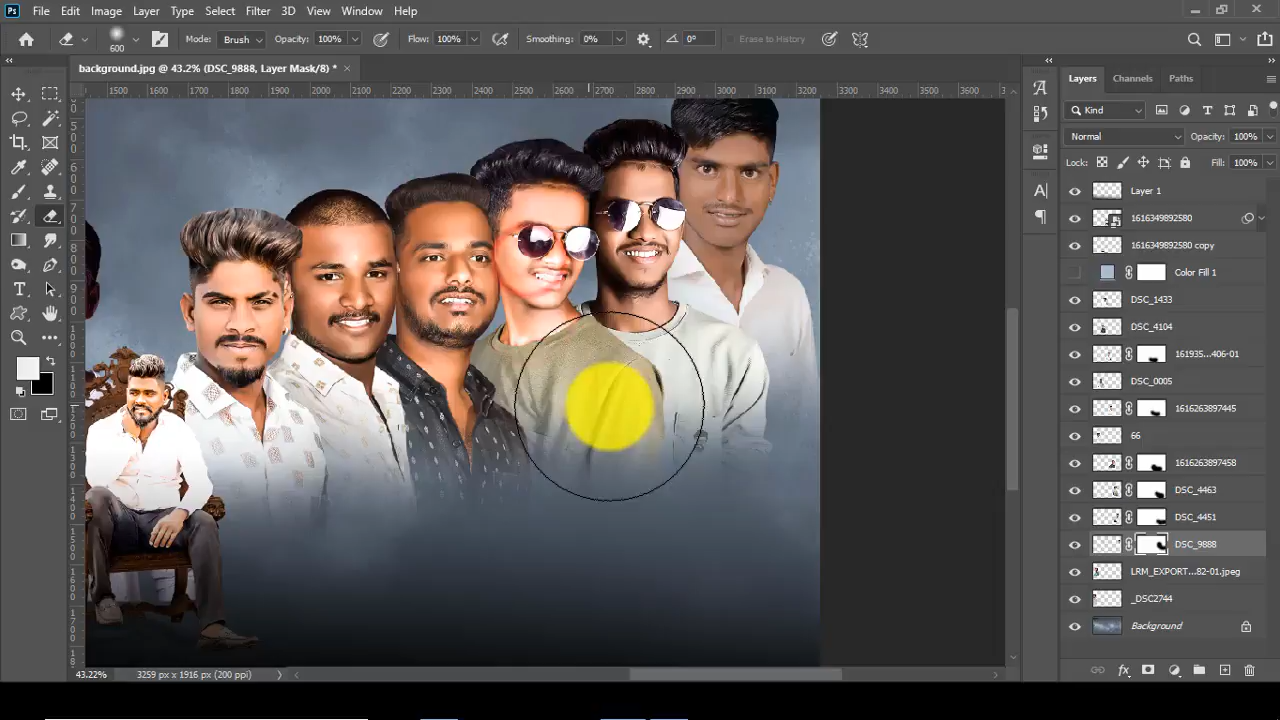 Ps File Edit Image Layer Type Select Filter 3D View Window Help
600 Mode: Brush Opacity: 100% Flow: 100% Smoothing: 0% 0° Erase to History
background.jpg @ 43.2% (DSC_9888, Layer Mask/8) * ×
1500 1600 1700 1800 1900 2000 2100 2200 2300 2400 2500 2600 2700 2800 2900 3000 3100 3200 3300 3400 3500 3600
Layers Channels Paths
Kind
Normal Opacity: 100%
Lock: Fill: 100%
Layer 1
1616349892580
1616349892580 copy
Color Fill 1
DSC_1433
DSC_4104
161935...406-01
DSC_0005
1616263897445
66
1616263897458
DSC_4463
DSC_4451
DSC_9888
LRM_EXPORT...82-01.jpeg
_DSC2744
Background
43.22% 3259 px x 1916 px (200 ppi)